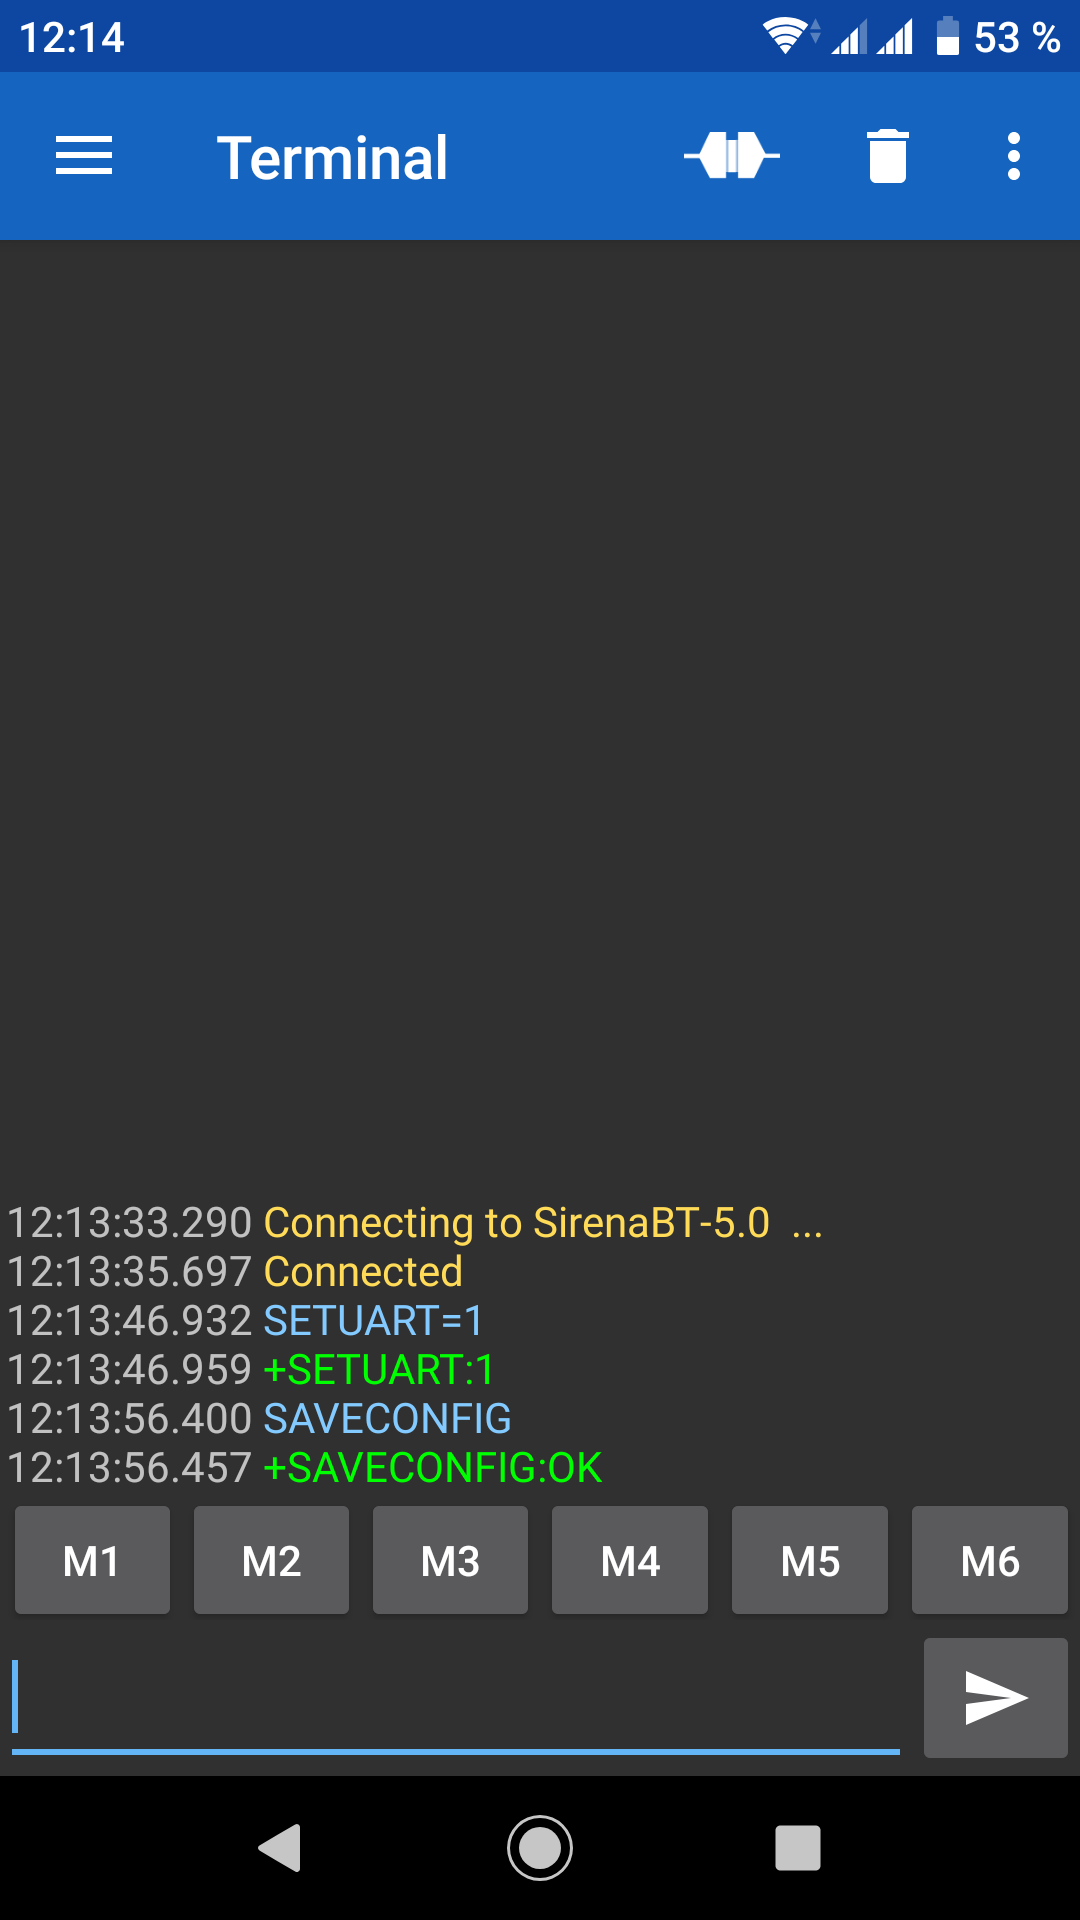 12:14
53 %
Terminal
12:13:33.290 Connecting to SirenaBT-5.0 ...
12:13:35.697 Connected
12:13:46.932 SETUART=1
12:13:46.959 +SETUART:1
12:13:56.400 SAVECONFIG
12:13:56.457 +SAVECONFIG:OK
M1 M2 M3 M4 M5 M6